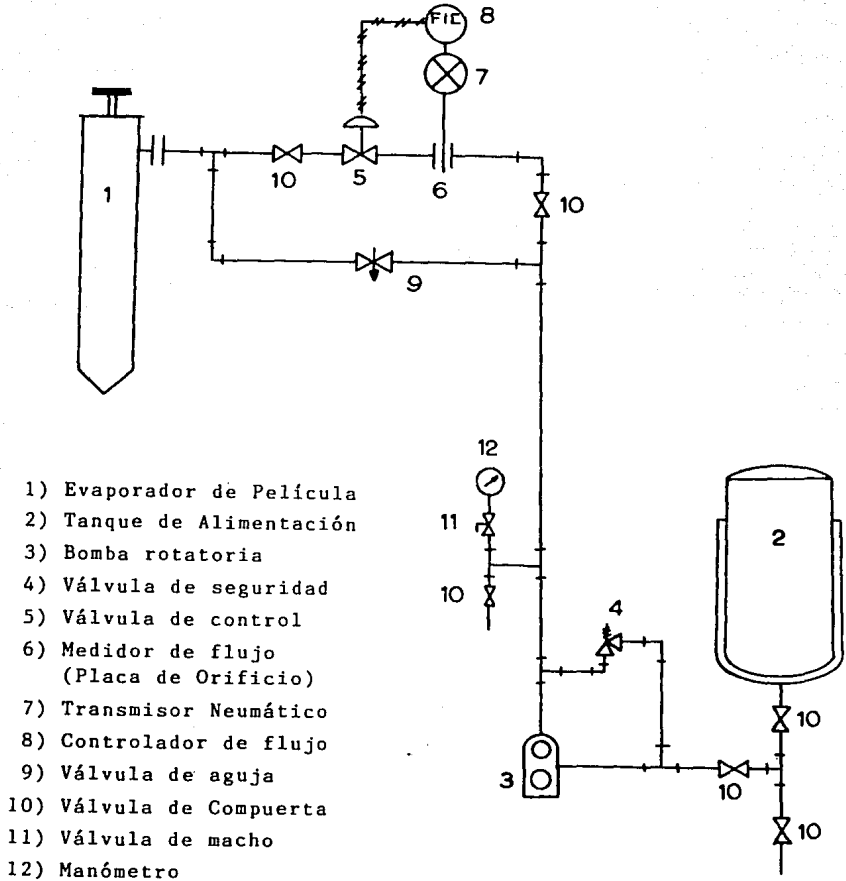 FIC
8
7
1
10
5
6
10
9
12
11
10
4
2
3
10
10
10
1) Evaporador de Película
2) Tanque de Alimentación
3) Bomba rotatoria
4) Válvula de seguridad
5) Válvula de control
6) Medidor de flujo
(Placa de Orificio)
7) Transmisor Neumático
8) Controlador de flujo
9) Válvula de aguja
10) Válvula de Compuerta
11) Válvula de macho
12) Manómetro